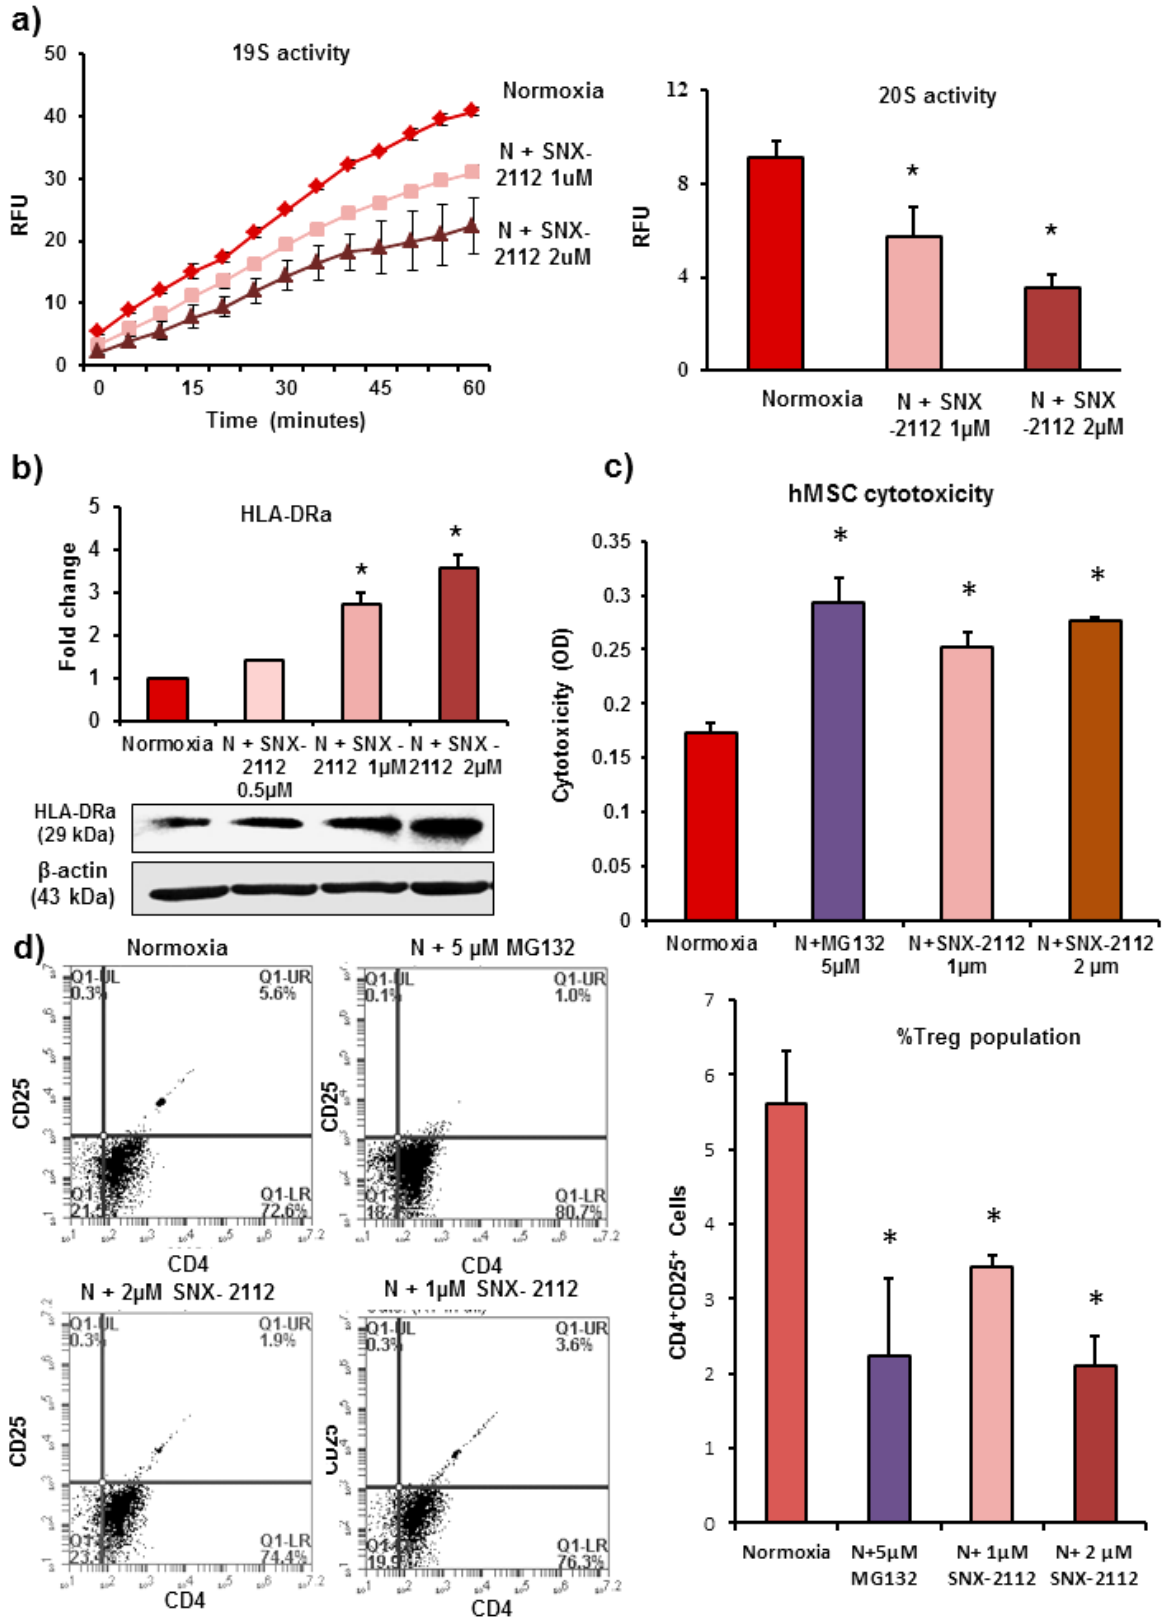 a)
19S activity
50
40
30
20
10
0
RFU
0 15 30 45 60
Time (minutes)
Normoxia
N + SNX-
2112 1uM
N + SNX-
2112 2uM
20S activity
12
8
4
0
RFU
*
*
Normoxia
N + SNX
-2112 1µM
N + SNX
-2112 2µM
b)
HLA-DRa
5
4
3
2
1
0
Fold change
*
*
Normoxia
N + SNX-
2112
0.5µM
N + SNX -
2112 1µM
N + SNX -
2112 2µM
HLA-DRa
(29 kDa)
β-actin
(43 kDa)
c)
hMSC cytotoxicity
0.35
0.3
0.25
0.2
0.15
0.1
0.05
0
Cytotoxicity (OD)
*
*
*
Normoxia
N+MG132
5µM
N+SNX-2112
1µm
N+SNX-2112
2 µm
d)
Normoxia
Q1-UL
0.3%
Q1-UR
5.6%
Q1-LR
72.6%
CD25
CD4
N + 5 µM MG132
Q1-UL
0.1%
Q1-UR
1.0%
Q1-LR
80.7%
CD25
CD4
N + 2µM SNX- 2112
Q1-UL
0.3%
Q1-UR
1.9%
Q1-LR
74.4%
CD25
CD4
N + 1µM SNX- 2112
Q1-UL
0.3%
Q1-UR
3.6%
Q1-LR
76.3%
CD25
CD4
%Treg population
7
6
5
4
3
2
1
0
CD4+CD25+ Cells
*
*
*
Normoxia
N+5µM
MG132
N+ 1µM
SNX-2112
N+ 2 µM
SNX-2112